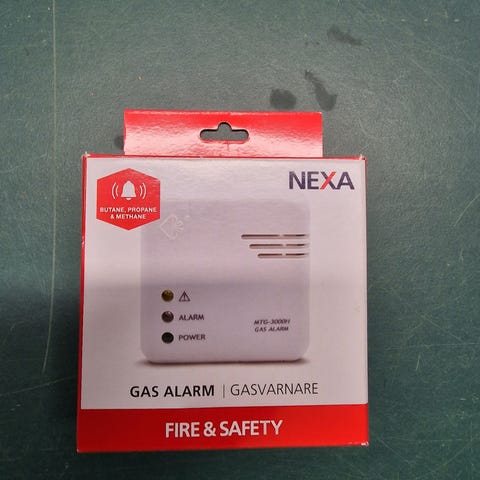 NEXA
BUTANE, PROPANE
& METHANE
ALARM
POWER
MTG-3000H
GAS ALARM
GAS ALARM | GASVARNARE
FIRE & SAFETY